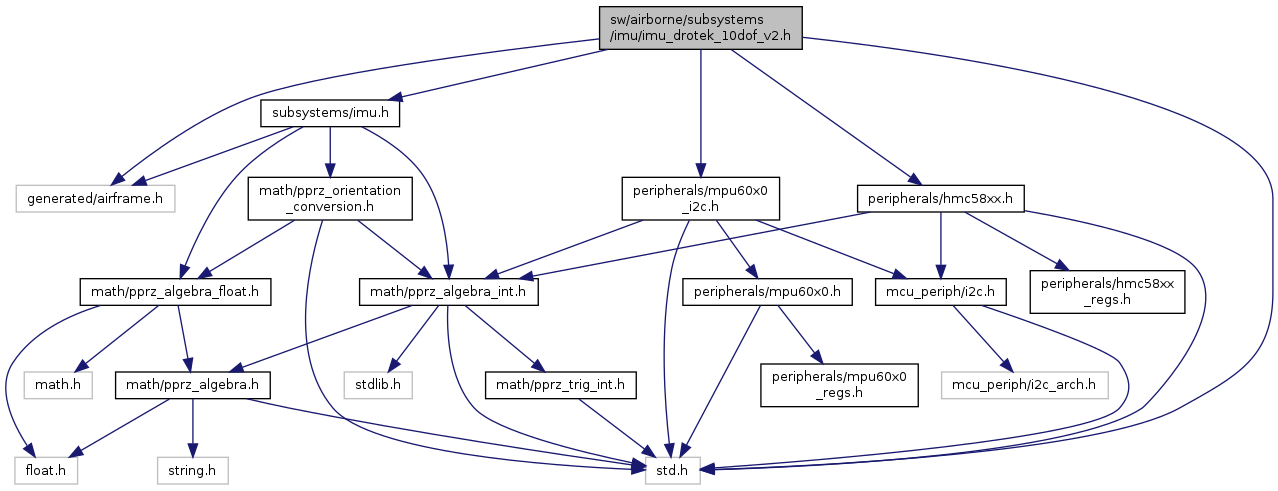 sw/airborne/subsystems
/imu/imu_drotek_10dof_v2.h
subsystems/imu.h
generated/airframe.h
math/pprz_orientation
_conversion.h
peripherals/mpu60x0
_i2c.h
peripherals/hmc58xx.h
math/pprz_algebra_float.h
math/pprz_algebra_int.h
peripherals/mpu60x0.h
mcu_periph/i2c.h
peripherals/hmc58xx
_regs.h
math.h
math/pprz_algebra.h
stdlib.h
math/pprz_trig_int.h
peripherals/mpu60x0
_regs.h
mcu_periph/i2c_arch.h
float.h
string.h
std.h